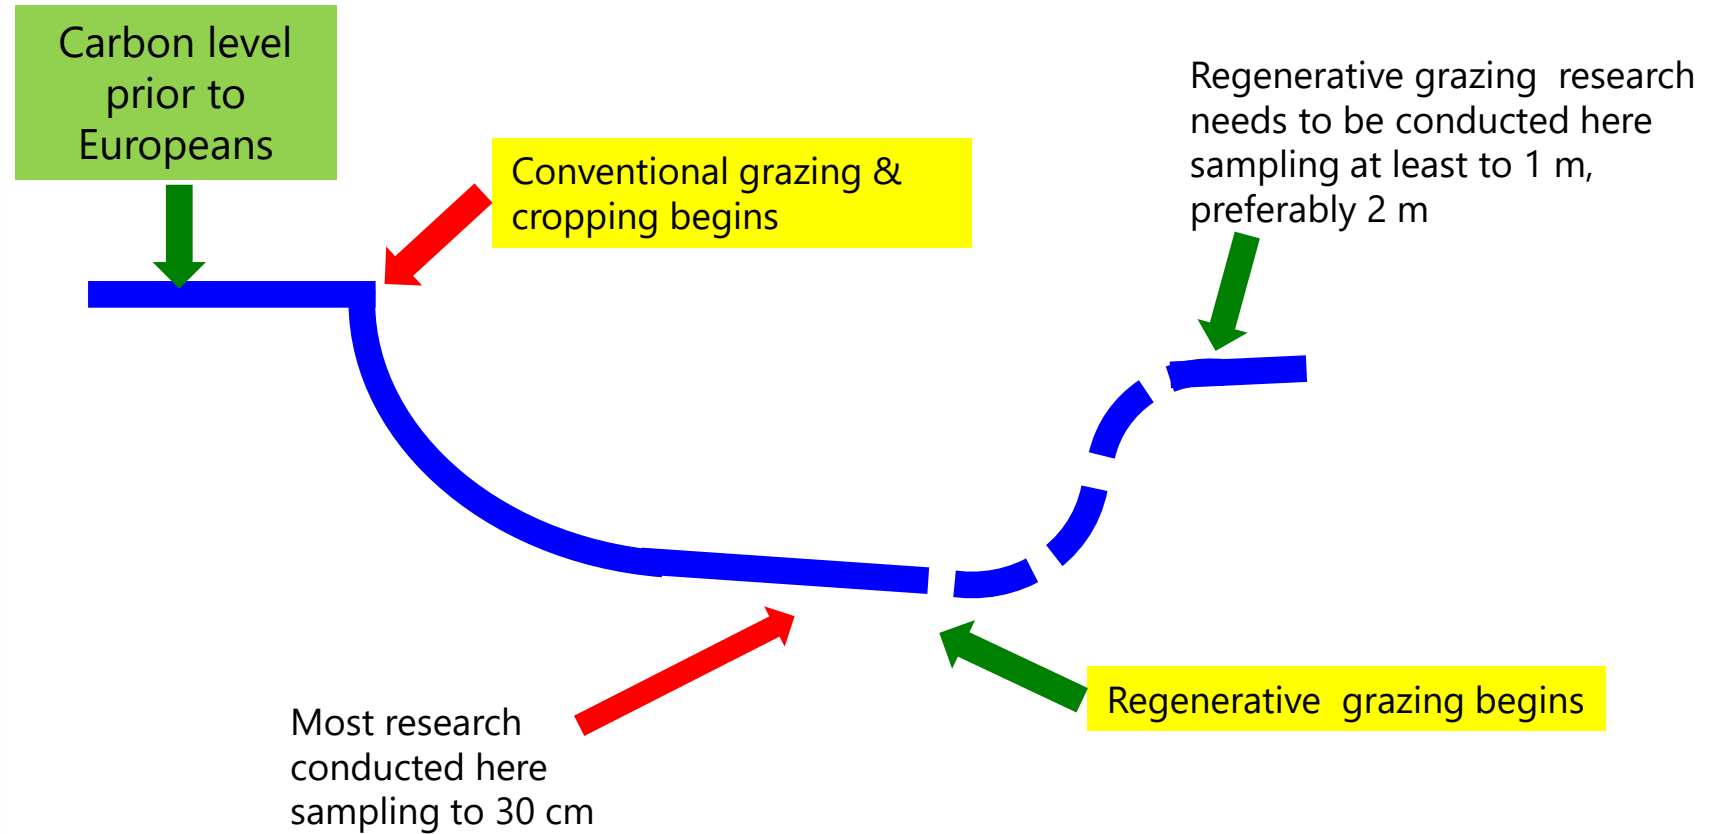 Carbon level
prior to
Europeans
Conventional grazing &
cropping begins
Regenerative grazing  research
needs to be conducted here
sampling at least to 1 m,
preferably 2 m
Most research
conducted here
sampling to 30 cm
Regenerative  grazing begins